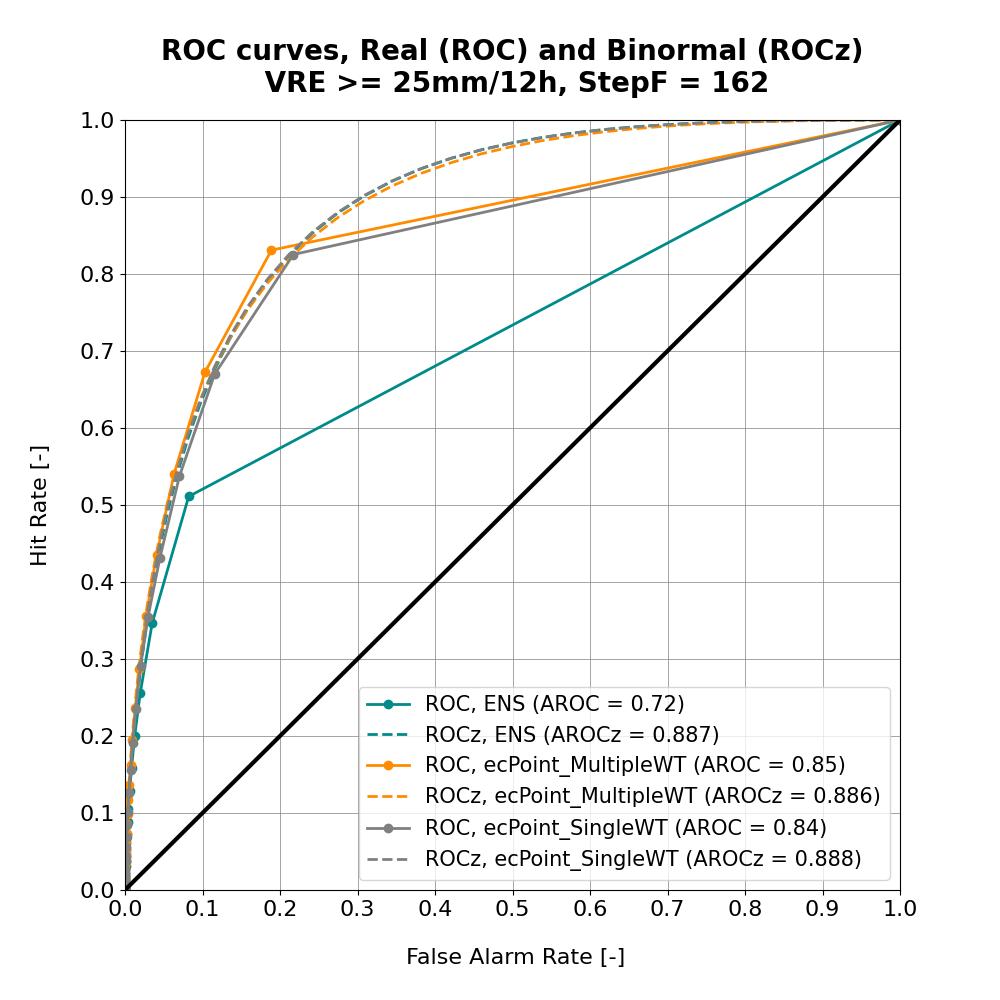 ROC curves, Real (ROC) and Binormal (ROCz)
VRE >= 25mm/12h, StepF = 162
1.0
0.9
0.8
0.7
0.6
0.5
0.4
0.3
0.2
0.1
0.0
Hit Rate [-]
ROC, ENS (AROC = 0.72)
ROCz, ENS (AROCz = 0.887)
ROC, ecPoint_MultipleWT (AROC = 0.85)
ROCz, ecPoint_MultipleWT (AROCz = 0.886)
ROC, ecPoint_SingleWT (AROC = 0.84)
ROCz, ecPoint_SingleWT (AROCz = 0.888)
0.0 0.1 0.2 0.3 0.4 0.5 0.6 0.7 0.8 0.9 1.0
False Alarm Rate [-]